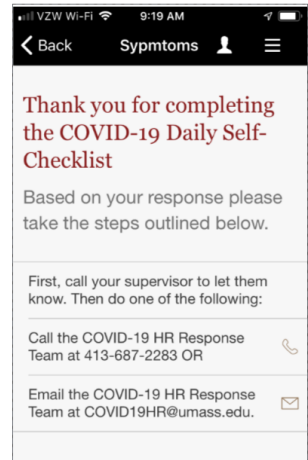 VZW Wi-Fi 9:19 AM
Back Sypmtoms
Thank you for completing
the COVID-19 Daily Self-
Checklist
Based on your response please
take the steps outlined below.
First, call your supervisor to let them
know. Then do one of the following:
Call the COVID-19 HR Response
Team at 413-687-2283 OR
Email the COVID-19 HR Response
Team at COVID19HR@umass.edu.